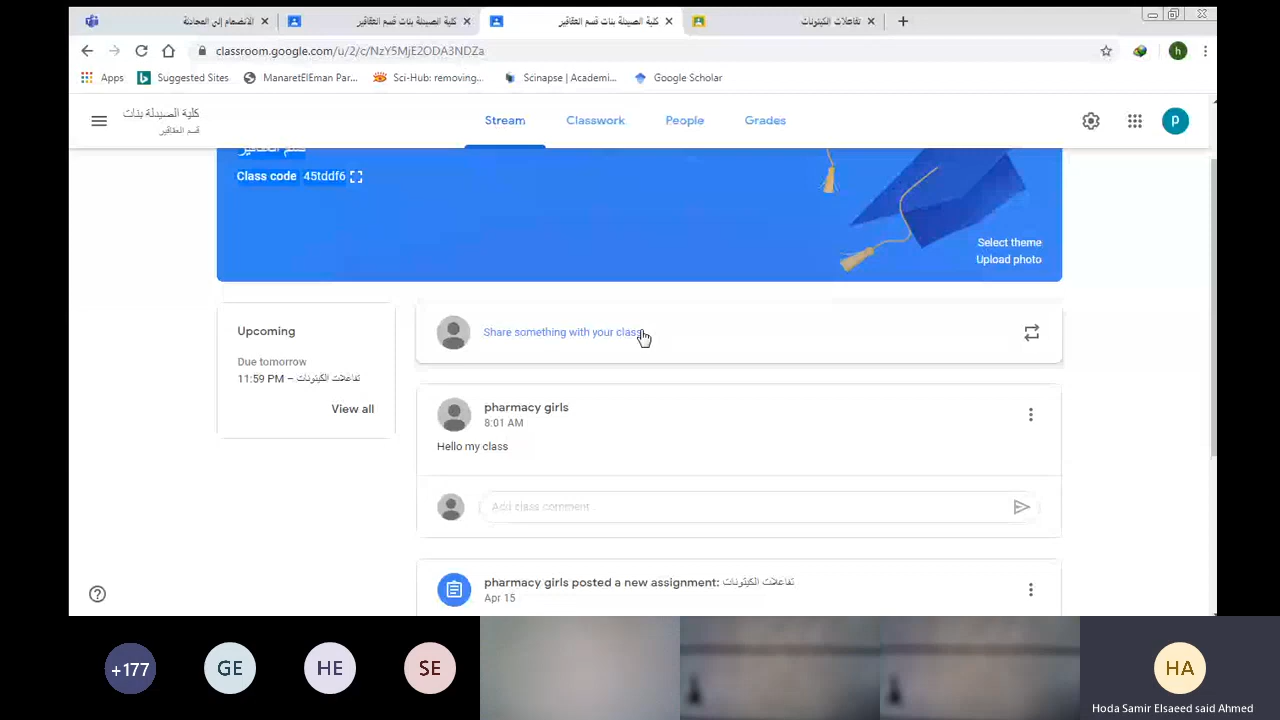 الانضمام إلى المحادثة
كلية الصيدلة بنات قسم العقاقير
كلية الصيدلة بنات قسم العقاقير
تفاعلات الكيتونات
classroom.google.com/u/2/c/NzY5MjE2ODA3NDZa
Apps
Suggested Sites
ManaretElEman Par...
Sci-Hub: removing...
Scinapse | Academi...
Google Scholar
h
كلية الصيدلة بنات
قسم العقاقير
Stream
Classwork
People
Grades
p
قسم العقاقير
Class code 45tddf6
Select theme
Upload photo
Upcoming
Due tomorrow
11:59 PM – تفاعلات الكيتونات
View all
Share something with your class
pharmacy girls
8:01 AM
Hello my class
Add class comment...
pharmacy girls posted a new assignment: تفاعلات الكيتونات
Apr 15
+177
GE
HE
SE
HA
Hoda Samir Elsaeed said Ahmed